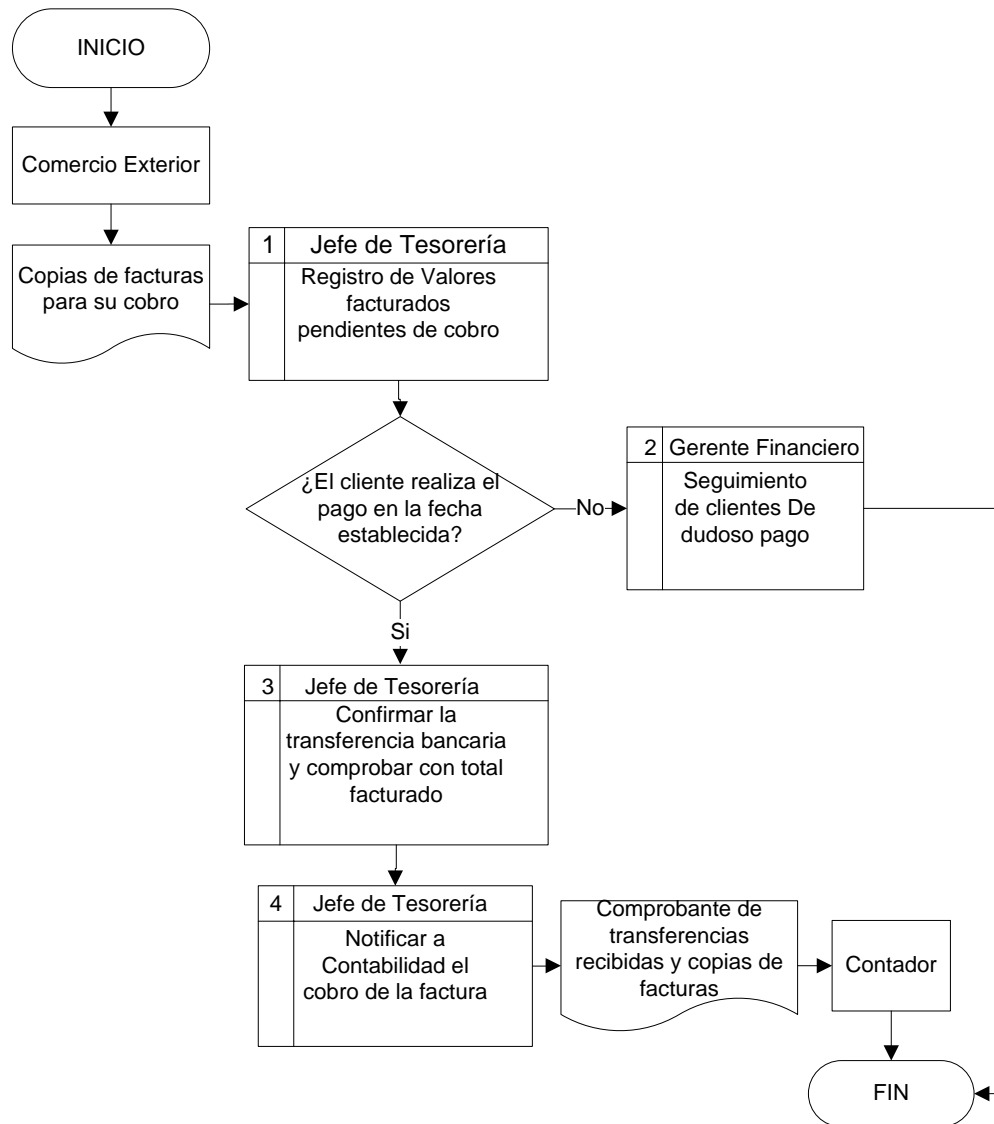 INICIO
Comercio Exterior
Copias de facturas
para su cobro
1 Jefe de Tesorería
Registro de Valores
facturados
pendientes de cobro
¿El cliente realiza el
pago en la fecha
establecida?
No
2 Gerente Financiero
Seguimiento
de clientes De
dudoso pago
Si
3 Jefe de Tesorería
Confirmar la
transferencia bancaria
y comprobar con total
facturado
4 Jefe de Tesorería
Notificar a
Contabilidad el
cobro de la factura
Comprobante de
transferencias
recibidas y copias de
facturas
Contador
FIN